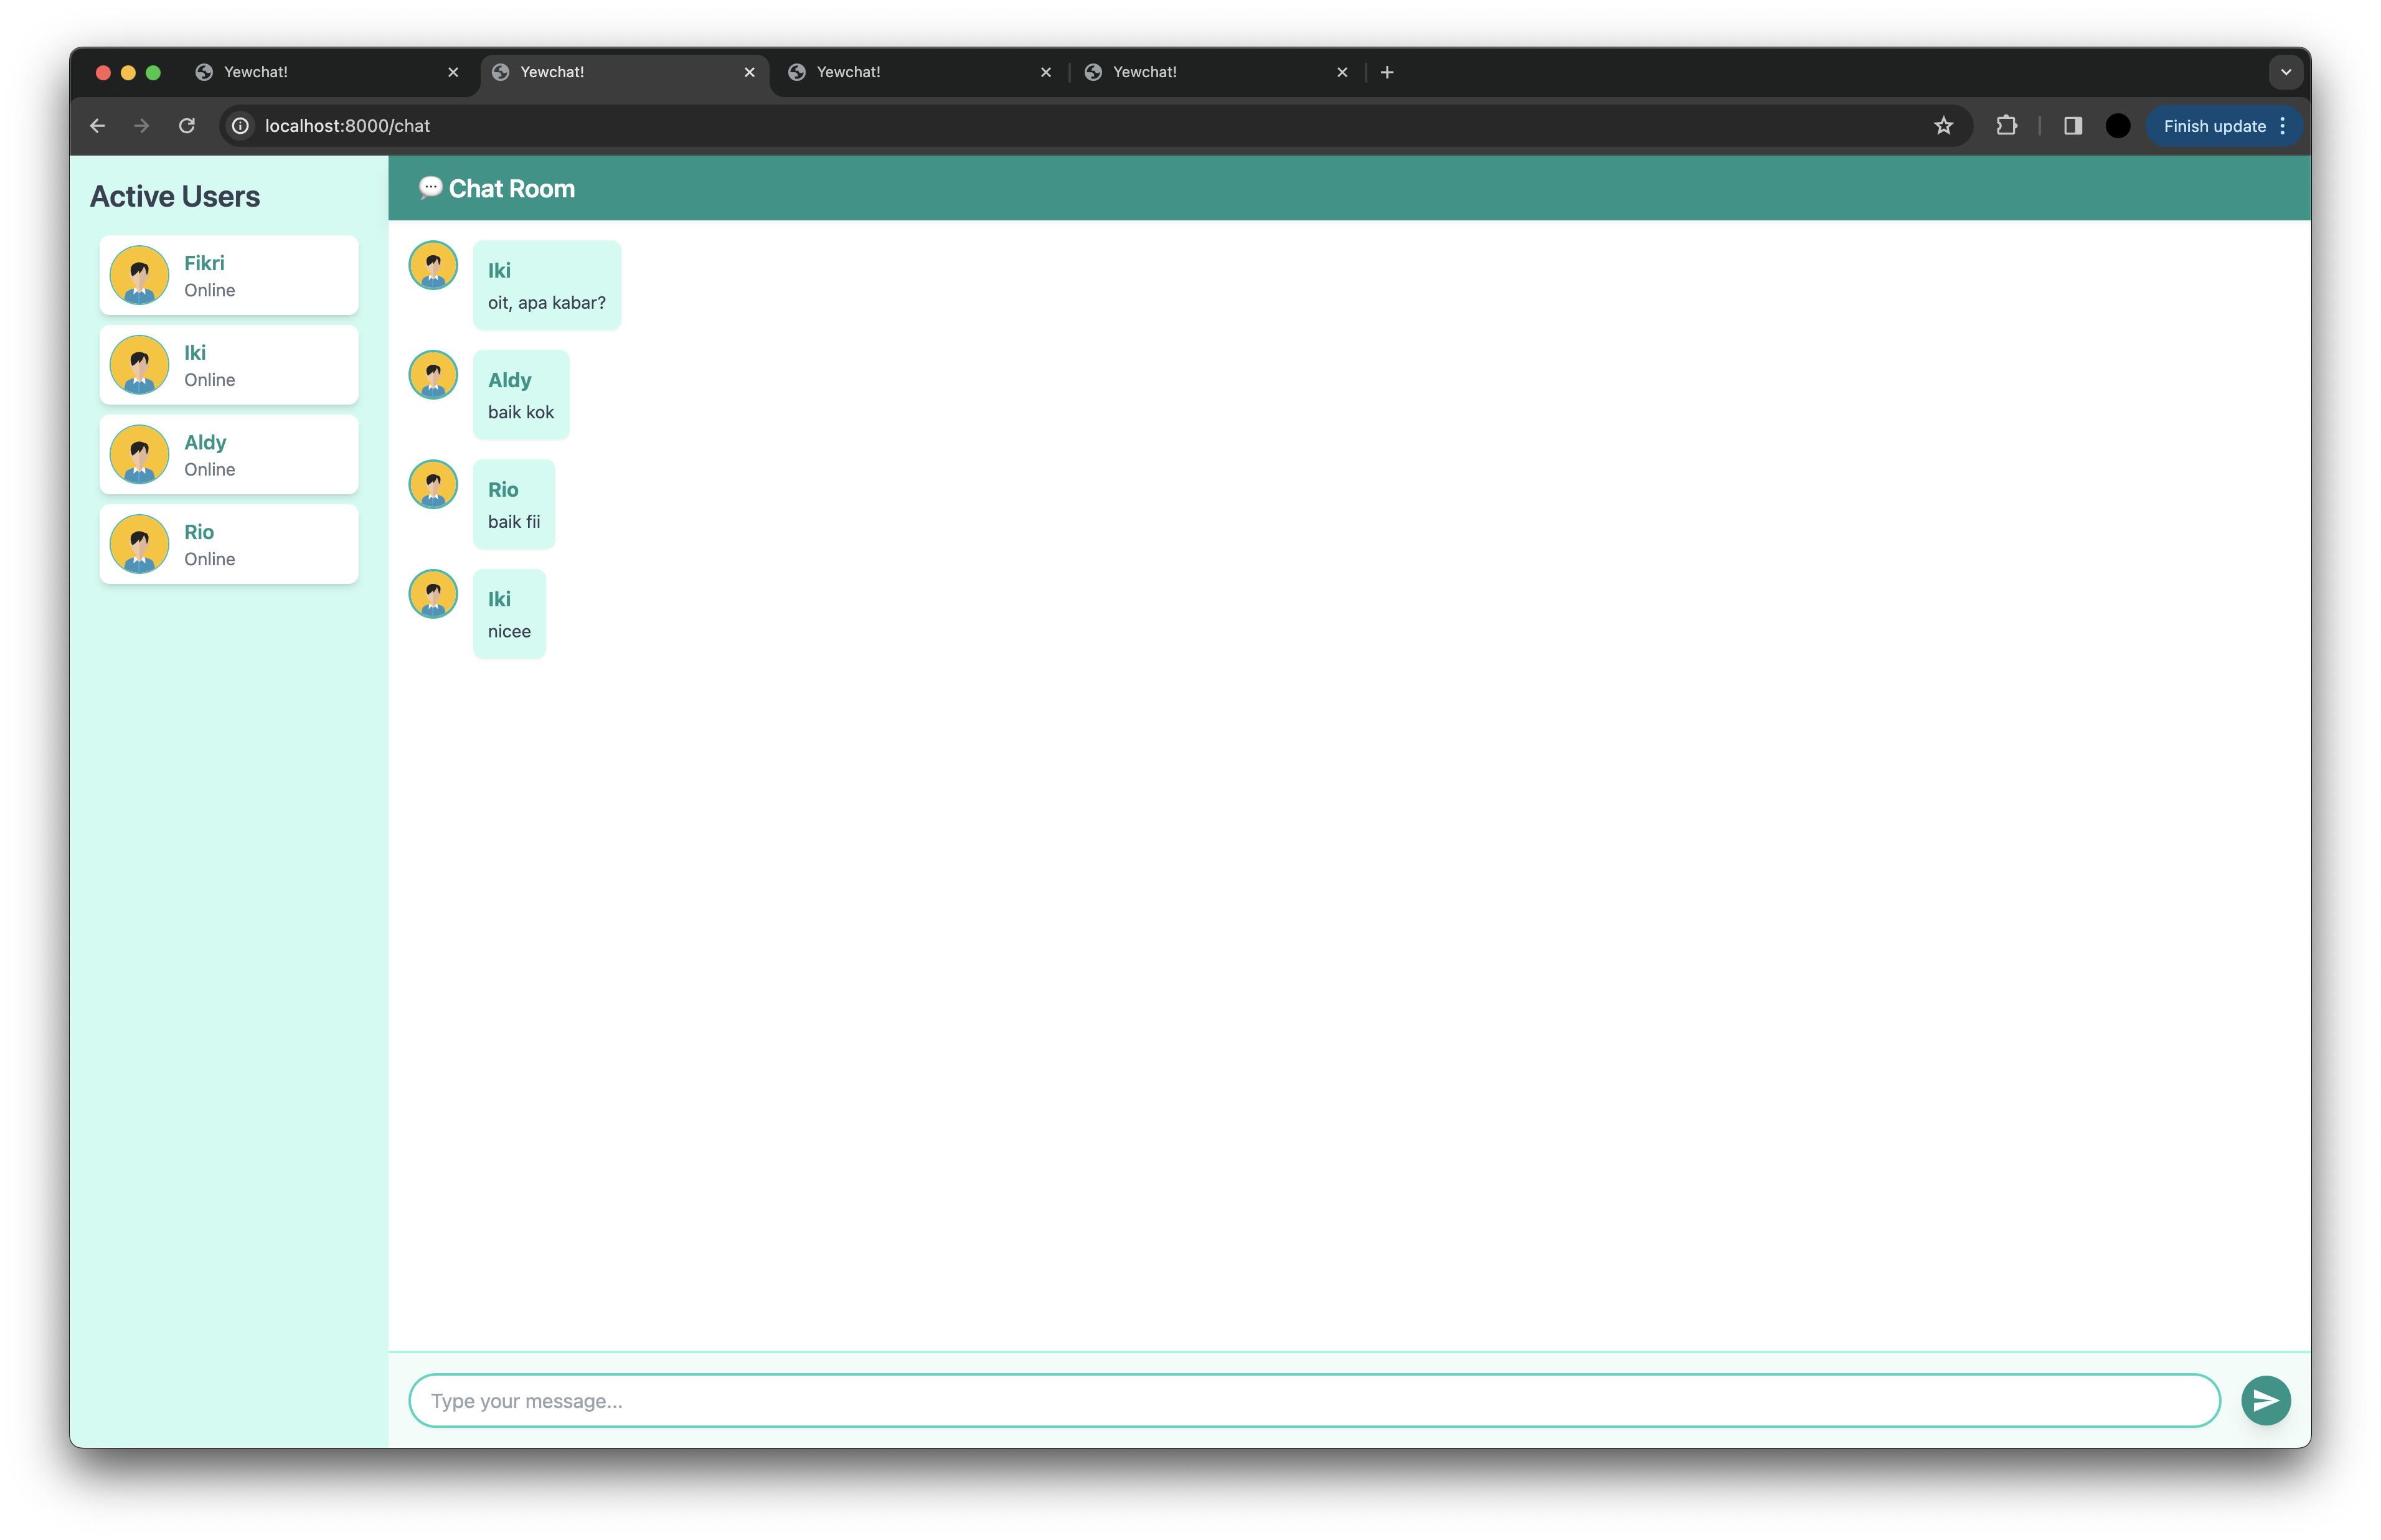 Yewchat!
Yewchat!
Yewchat!
Yewchat!
localhost:8000/chat
Finish update
Active Users
Fikri
Online
Iki
Online
Aldy
Online
Rio
Online
💬 Chat Room
Iki
oit, apa kabar?
Aldy
baik kok
Rio
baik fii
Iki
nicee
Type your message...